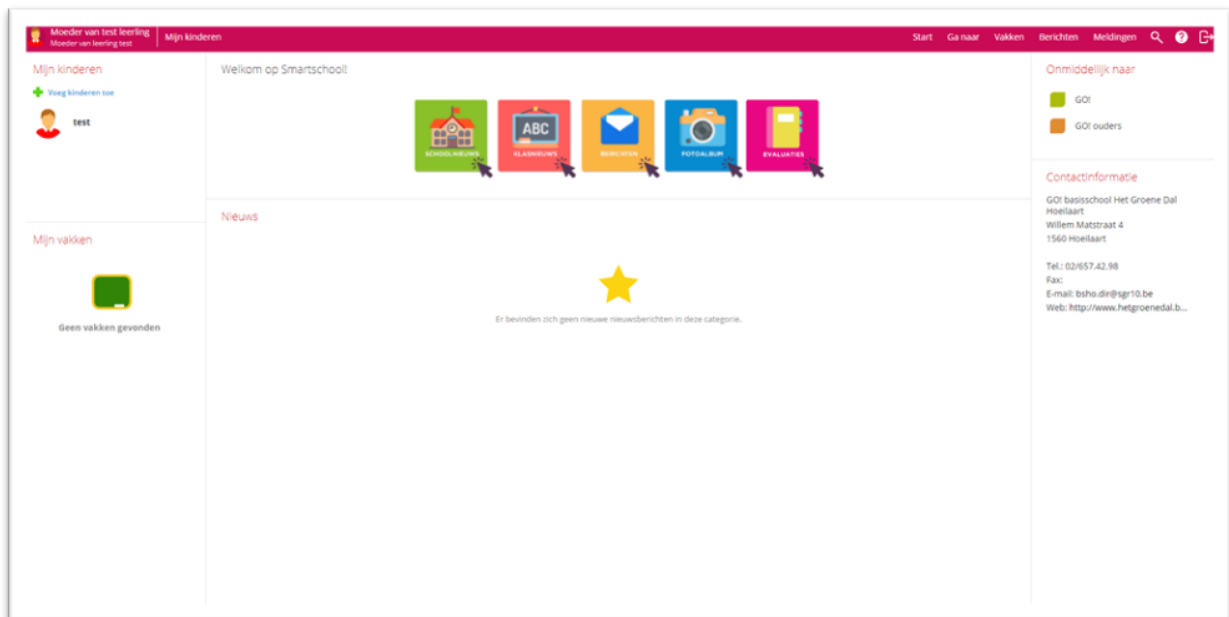 Moeder van test leerling
Moeder van leerling test
Mijn kinderen
Start
Ga naar
Vakken
Berichten
Meldingen
?
Mijn kinderen
Voeg kinderen toe
test
Mijn vakken
Geen vakken gevonden
Welkom op Smartschool!
SCHOOLNIEUWS
ABC
KLASNIEUWS
BERICHTEN
FOTOALBUM
EVALUATIES
Nieuws
Er bevinden zich geen nieuwe nieuwsberichten in deze categorie.
Onmiddellijk naar
GO!
GO! ouders
Contactinformatie
GO! basisschool Het Groene Dal
Hoeilaart
Willem Matstraat 4
1560 Hoeilaart
Tel.: 02/657.42.98
Fax:
E-mail: bsho.dir@sgr10.be
Web: http://www.hetgroenedal.b...